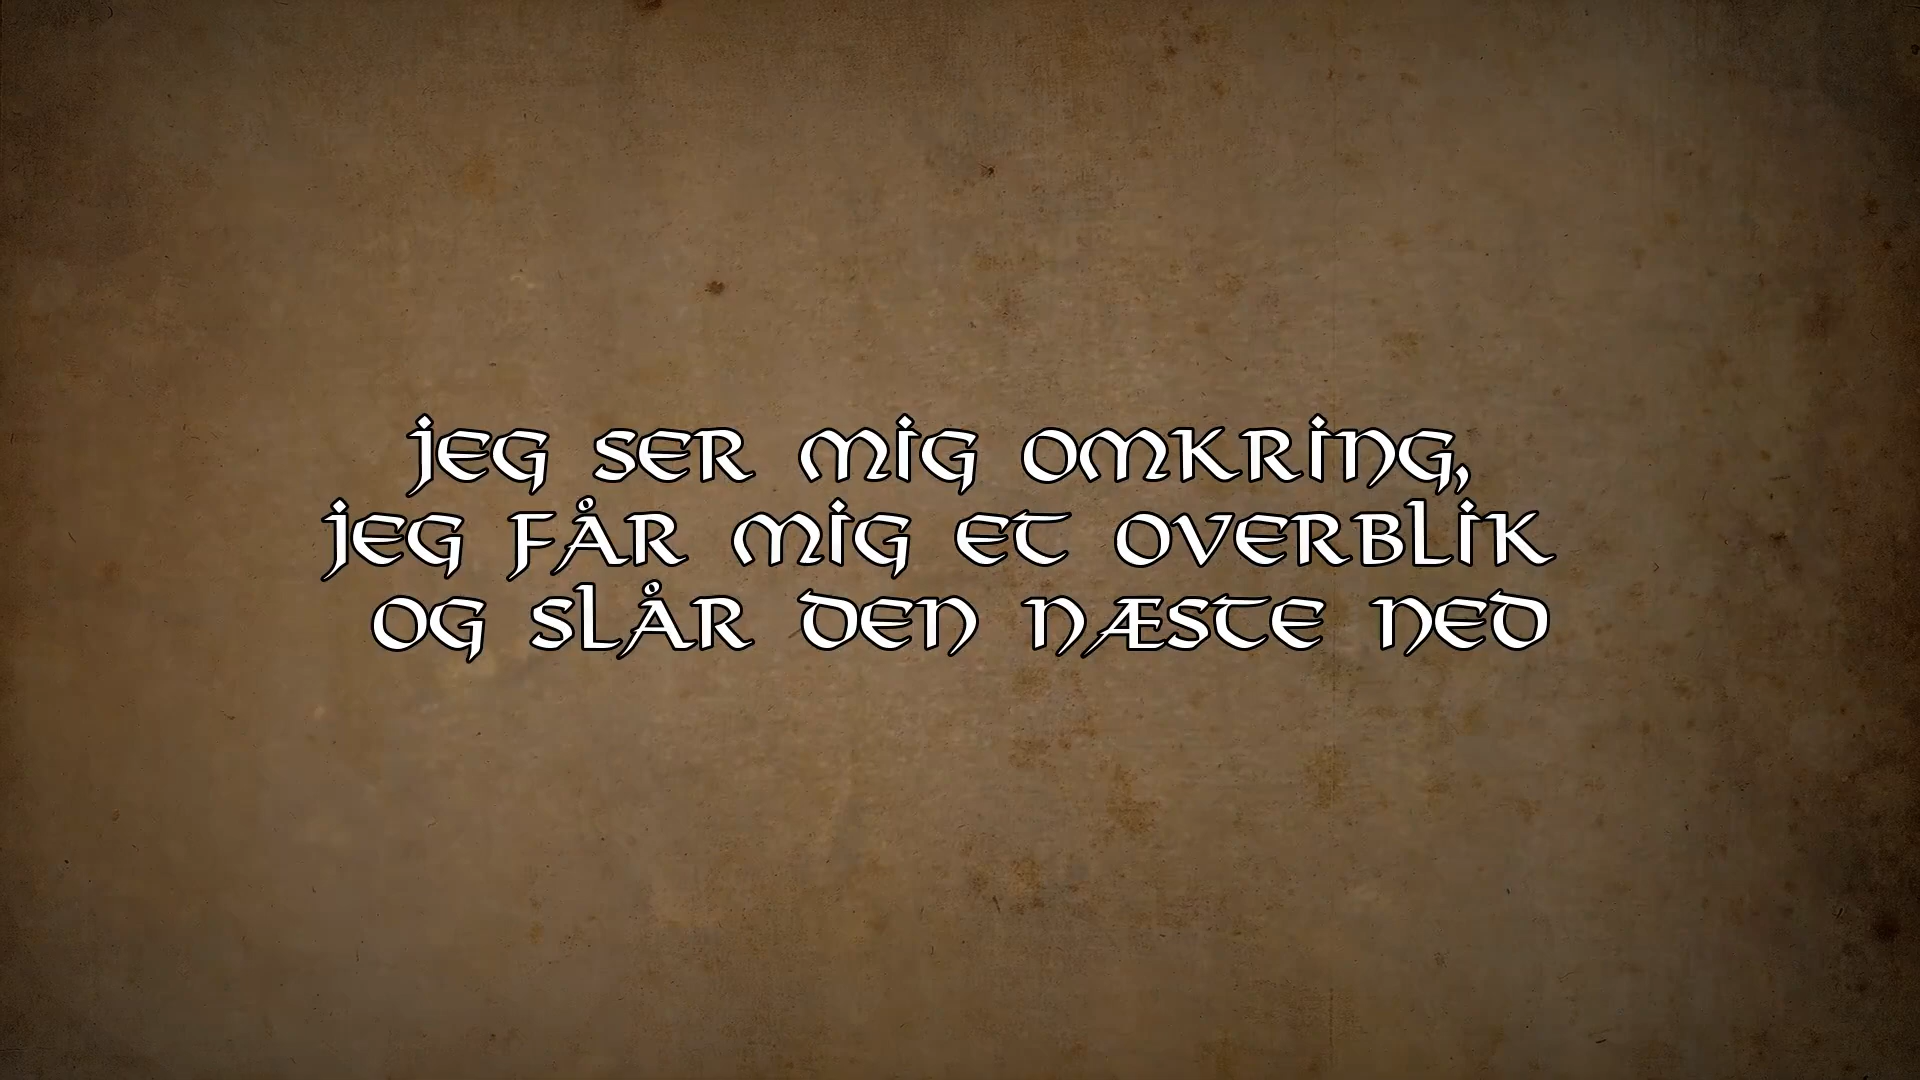 jeg ser mig omkring,
jeg får mig et overblik
og slår den næste ned